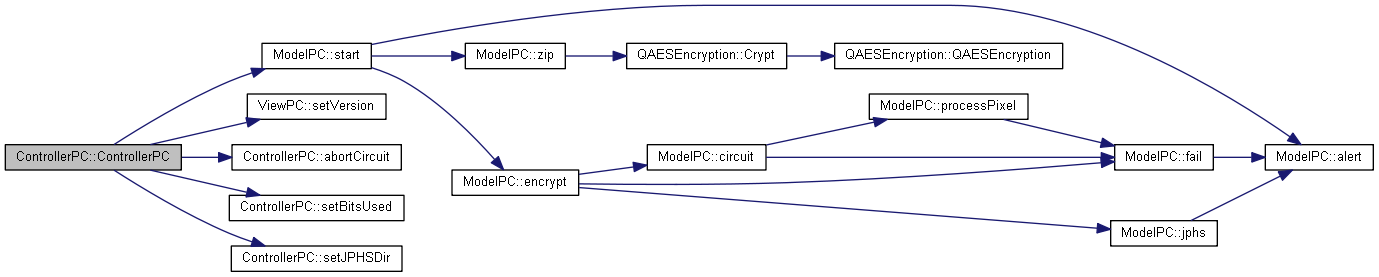 ControllerPC::ControllerPC
ModelPC::start
ViewPC::setVersion
ControllerPC::abortCircuit
ControllerPC::setBitsUsed
ControllerPC::setJPHSDir
ModelPC::zip
ModelPC::encrypt
QAESEncryption::Crypt
ModelPC::circuit
QAESEncryption::QAESEncryption
ModelPC::processPixel
ModelPC::fail
ModelPC::jphs
ModelPC::alert